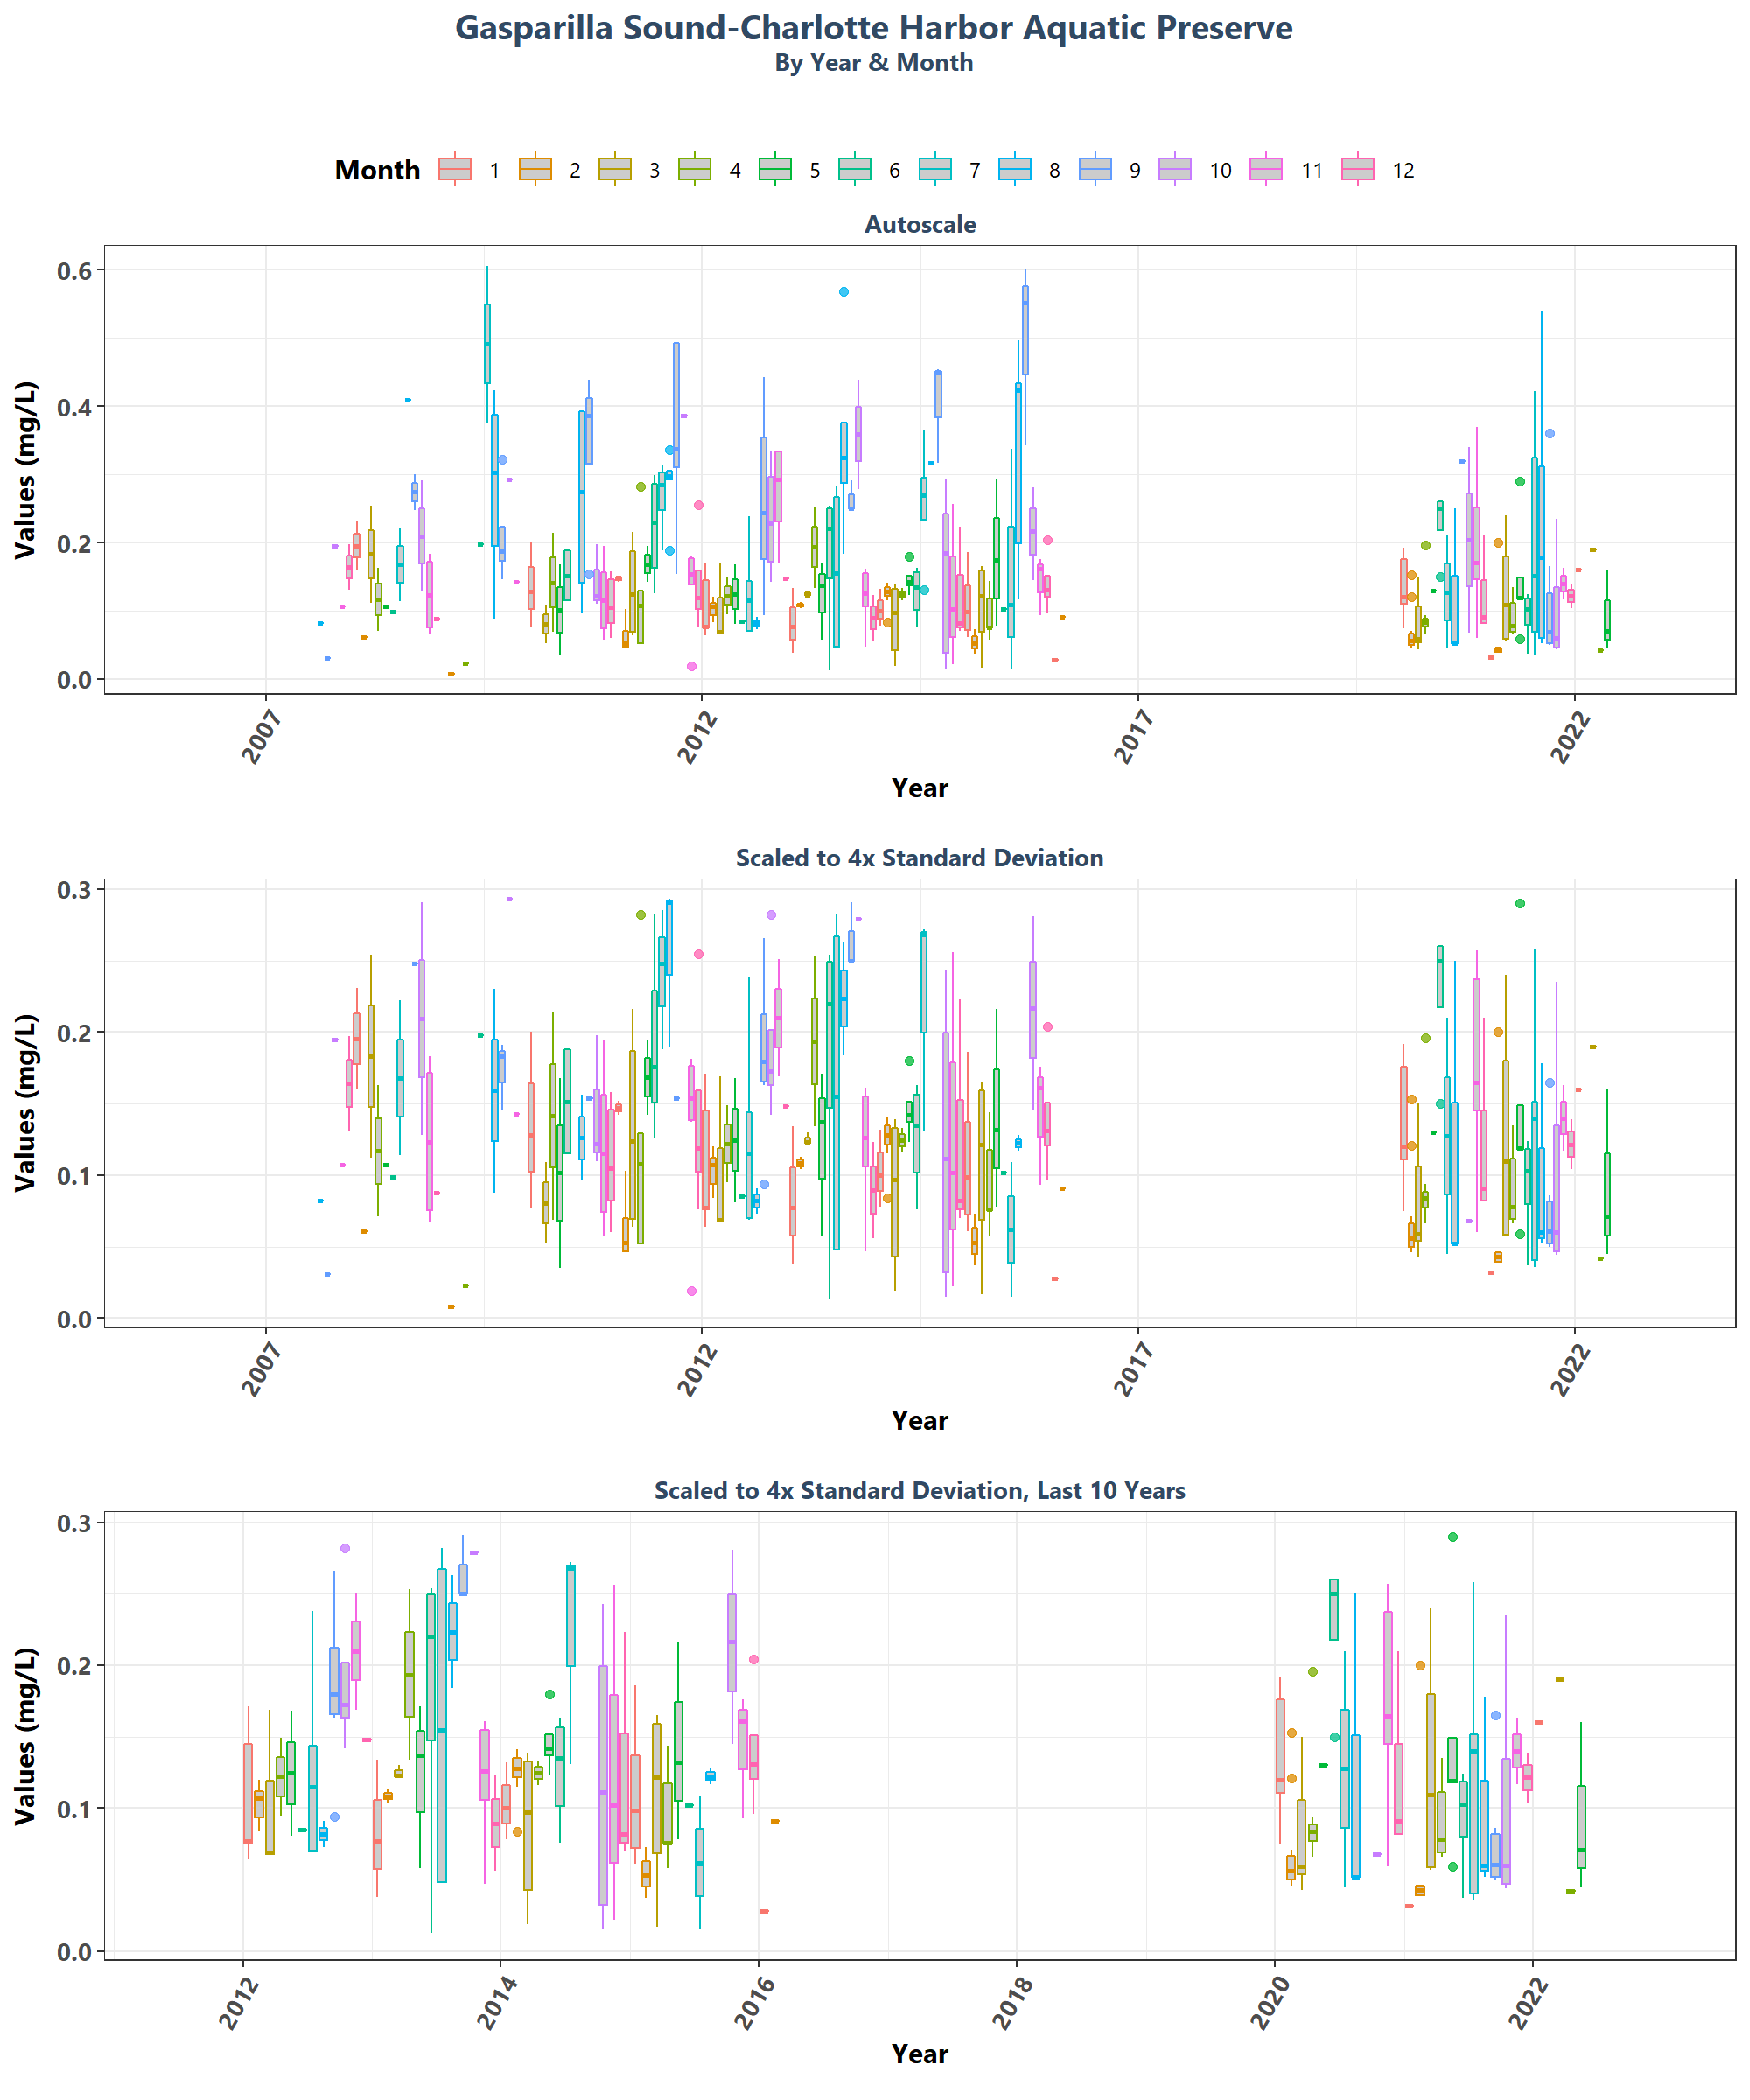 Gasparilla Sound-Charlotte Harbor Aquatic Preserve
By Year & Month
Month 1 2 3 4 5 6 7 8 9 10 11 12
Autoscale
Values (mg/L)
0.6
0.4
0.2
0.0
2007 2012 2017 2022
Year
Scaled to 4x Standard Deviation
Values (mg/L)
0.3
0.2
0.1
0.0
2007 2012 2017 2022
Year
Scaled to 4x Standard Deviation, Last 10 Years
Values (mg/L)
0.3
0.2
0.1
0.0
2012 2014 2016 2018 2020 2022
Year